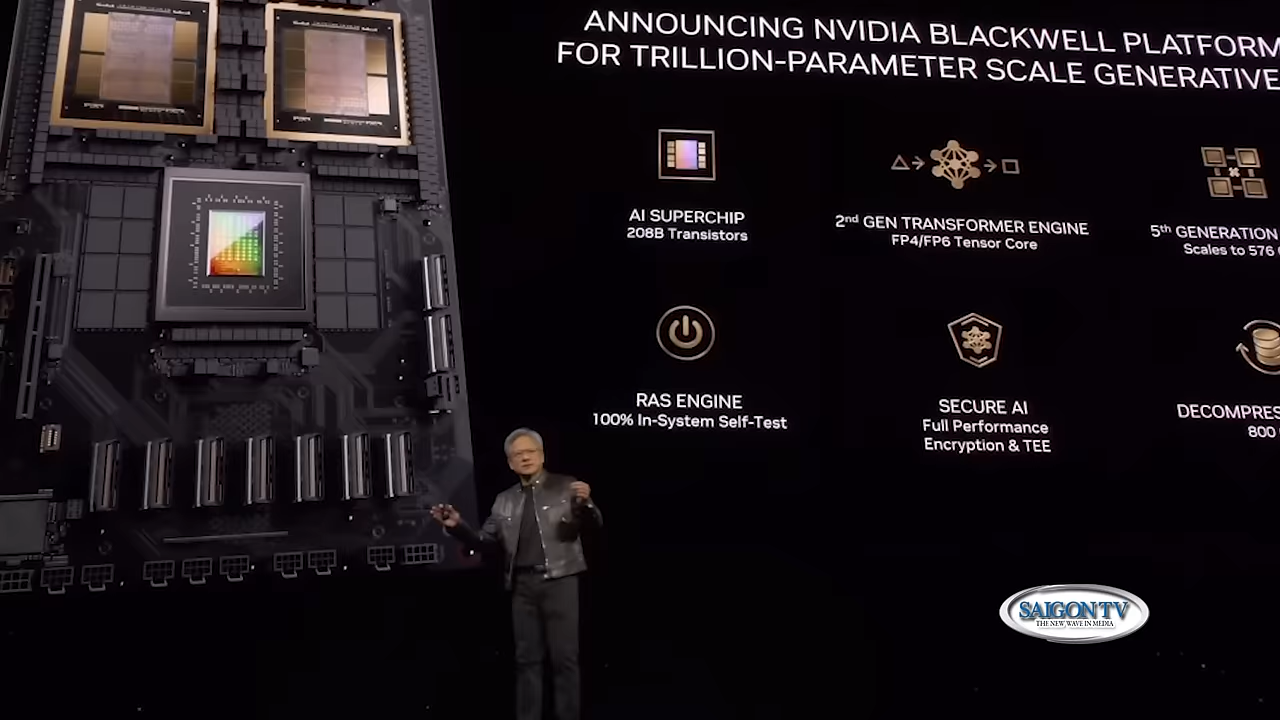 ANNOUNCING NVIDIA BLACKWELL PLATFORM
FOR TRILLION-PARAMETER SCALE GENERATIVE
AI SUPERCHIP
208B Transistors
2nd GEN TRANSFORMER ENGINE
FP4/FP6 Tensor Core
5th GENERATION
Scales to 576
RAS ENGINE
100% In-System Self-Test
SECURE AI
Full Performance
Encryption & TEE
DECOMPRES
800
SAIGON TV
THE NEW WAVE IN MEDIA